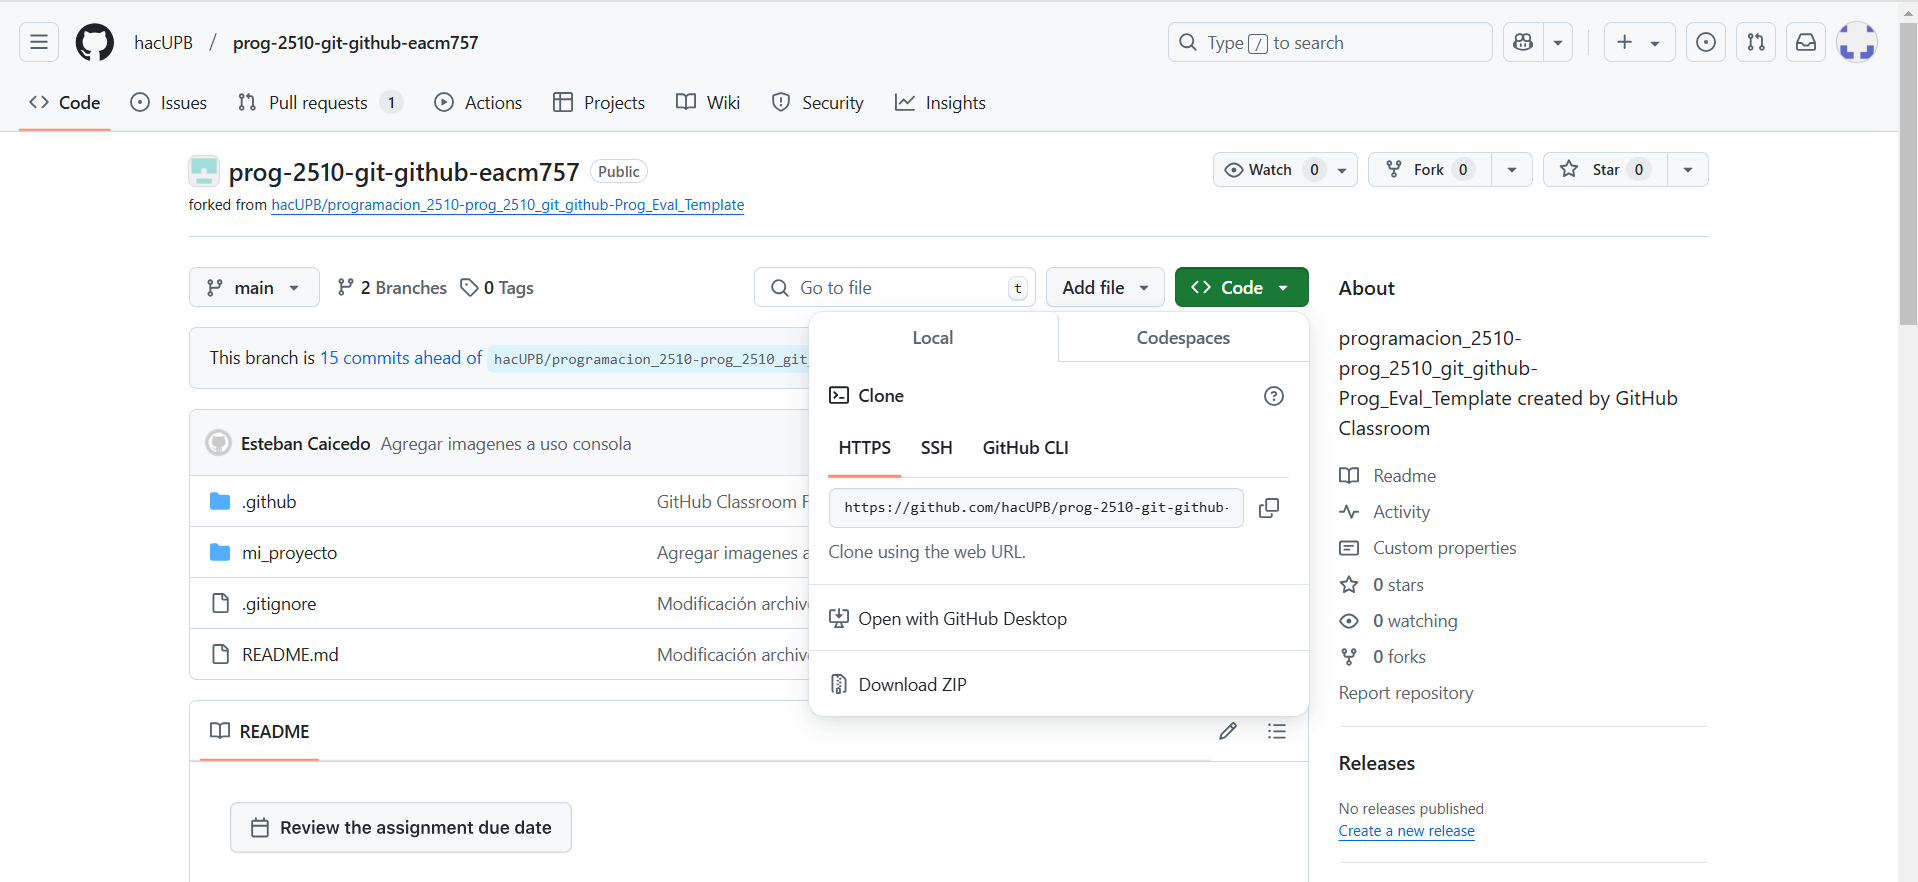 hacUPB / prog-2510-git-github-eacm757
Type / to search
Code
Issues
Pull requests 1
Actions
Projects
Wiki
Security
Insights
prog-2510-git-github-eacm757 Public
forked from hacUPB/programacion_2510-prog_2510_git_github-Prog_Eval_Template
Watch 0
Fork 0
Star 0
main
2 Branches
0 Tags
Go to file t
Add file
Code
This branch is 15 commits ahead of hacUPB/programacion_2510-prog_2510_git_
Esteban Caicedo Agregar imagenes a uso consola
.github GitHub Classroom
mi_proyecto Agregar imagenes a
.gitignore Modificación archiv
README.md Modificación archiv
Local
Codespaces
Clone
HTTPS
SSH
GitHub CLI
https://github.com/hacUPB/prog-2510-git-github-
Clone using the web URL.
Open with GitHub Desktop
Download ZIP
README
Review the assignment due date
About
programacion_2510-
prog_2510_git_github-
Prog_Eval_Template created by GitHub
Classroom
Readme
Activity
Custom properties
0 stars
0 watching
0 forks
Report repository
Releases
No releases published
Create a new release